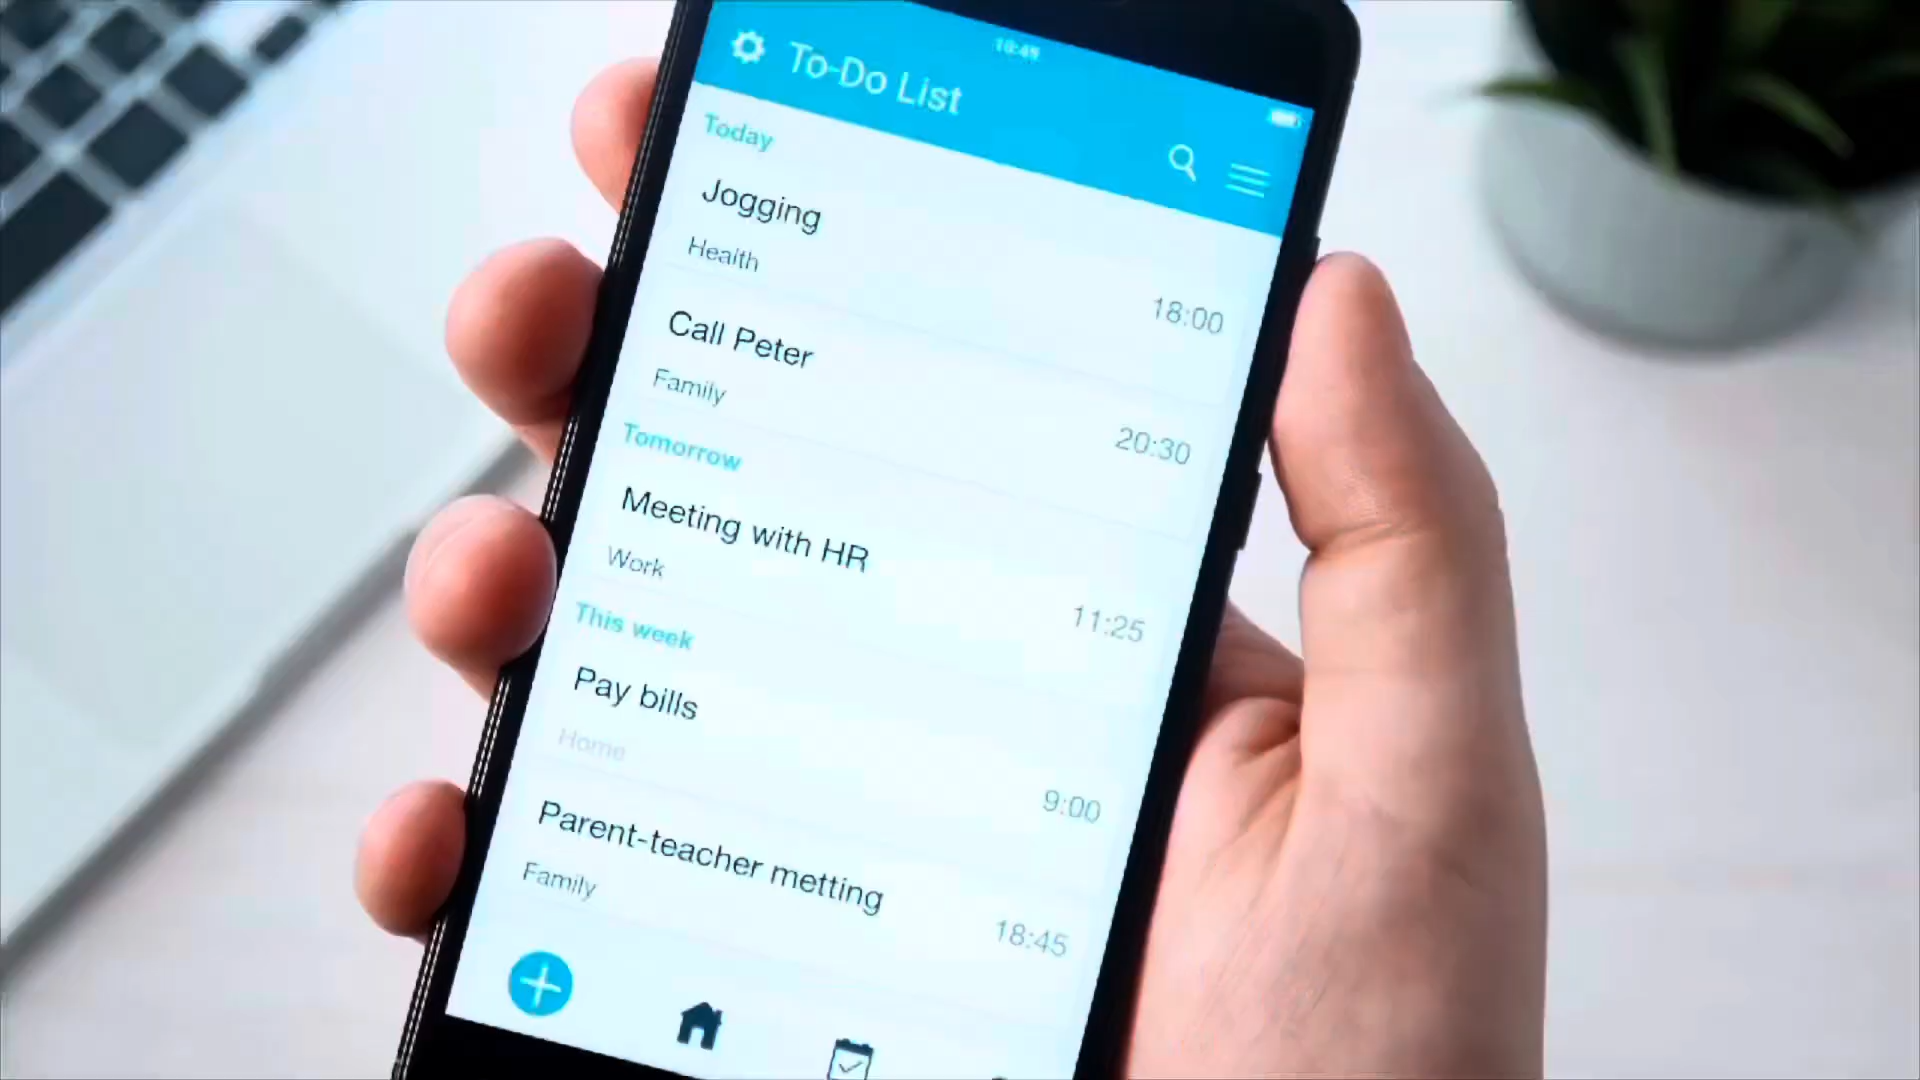 10:45
To-Do List
Today
Jogging
Health
18:00
Call Peter
Family
20:30
Tomorrow
Meeting with HR
Work
11:25
This week
Pay bills
Home
9:00
Parent-teacher metting
Family
18:45